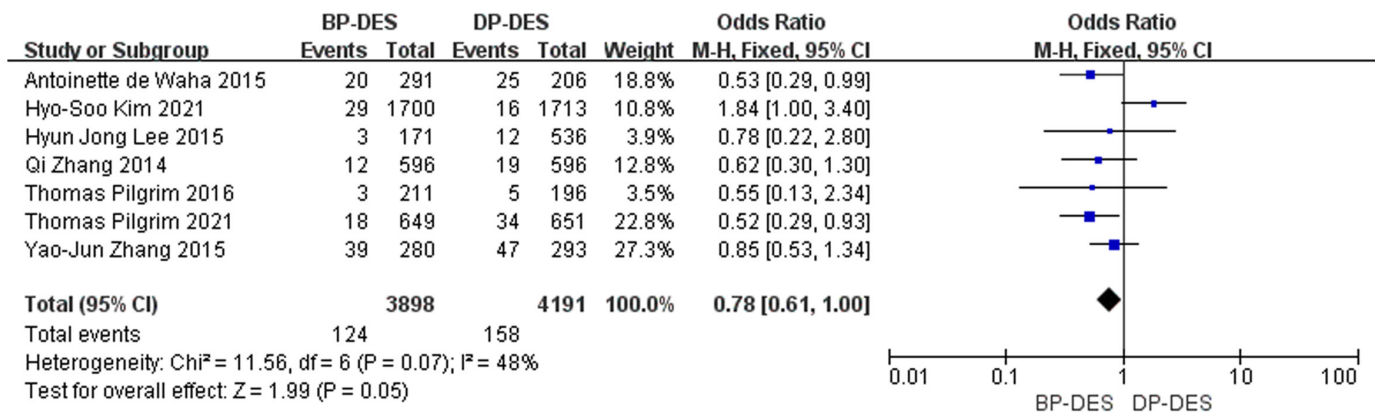 BP-DES DP-DES Odds Ratio Odds Ratio
Study or Subgroup Events Total Events Total Weight M-H, Fixed, 95% CI M-H, Fixed, 95% CI
Antoinette de Waha 2015 20 291 25 206 18.8% 0.53 [0.29, 0.99]
Hyo-Soo Kim 2021 29 1700 16 1713 10.8% 1.84 [1.00, 3.40]
Hyun Jong Lee 2015 3 171 12 536 3.9% 0.78 [0.22, 2.80]
Qi Zhang 2014 12 596 19 596 12.8% 0.62 [0.30, 1.30]
Thomas Pilgrim 2016 3 211 5 196 3.5% 0.55 [0.13, 2.34]
Thomas Pilgrim 2021 18 649 34 651 22.8% 0.52 [0.29, 0.93]
Yao-Jun Zhang 2015 39 280 47 293 27.3% 0.85 [0.53, 1.34]
Total (95% CI) 3898 4191 100.0% 0.78 [0.61, 1.00]
Total events 124 158
Heterogeneity: Chi² = 11.56, df = 6 (P = 0.07); I² = 48%
Test for overall effect: Z = 1.99 (P = 0.05)
0.01 0.1 1 10 100
BP-DES DP-DES